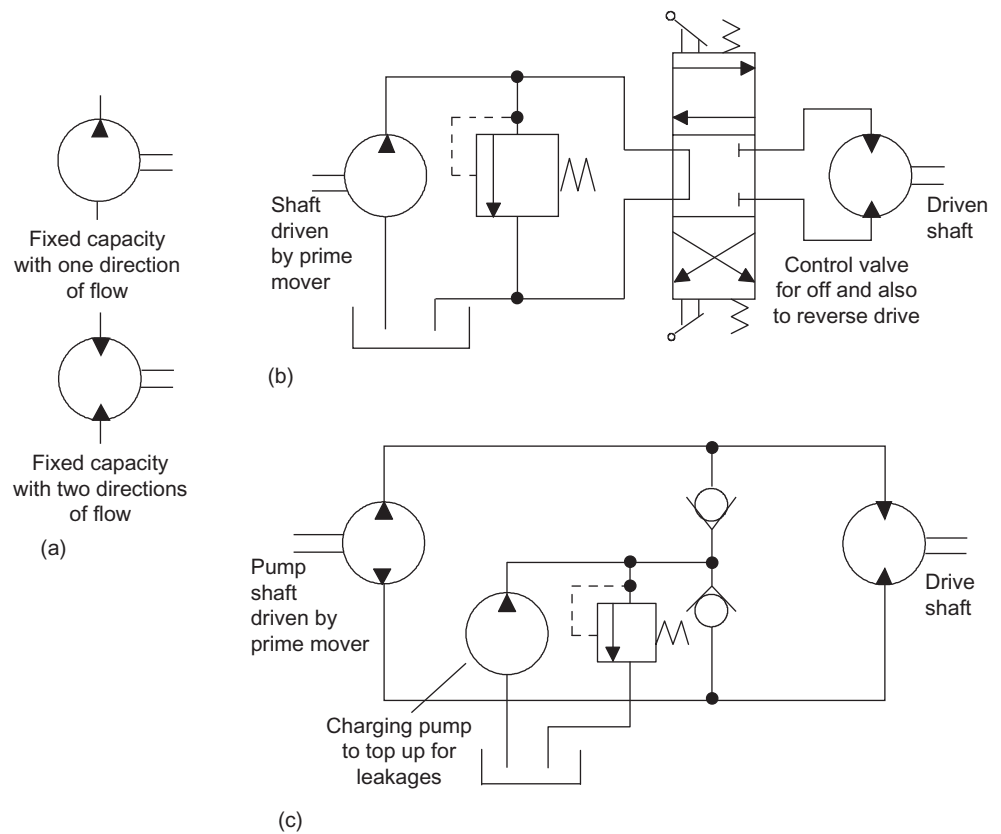 Fixed capacity
with one direction
of flow
Fixed capacity
with two directions
of flow
(a)
Shaft
driven
by prime
mover
Control valve
for off and also
to reverse drive
Driven
shaft
(b)
Pump
shaft
driven by
prime mover
Charging pump
to top up for
leakages
Drive
shaft
(c)